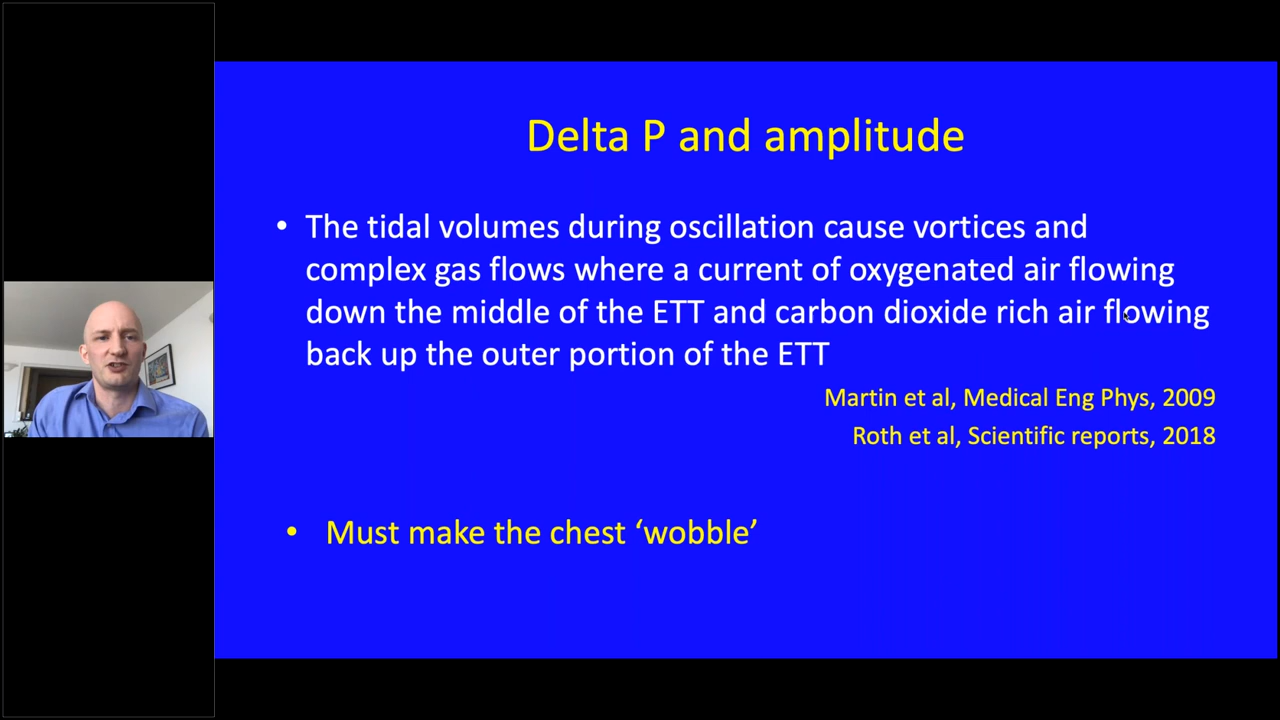 Delta P and amplitude
• The tidal volumes during oscillation cause vortices and
complex gas flows where a current of oxygenated air flowing
down the middle of the ETT and carbon dioxide rich air flowing
back up the outer portion of the ETT
Martin et al, Medical Eng Phys, 2009
Roth et al, Scientific reports, 2018
• Must make the chest ‘wobble’